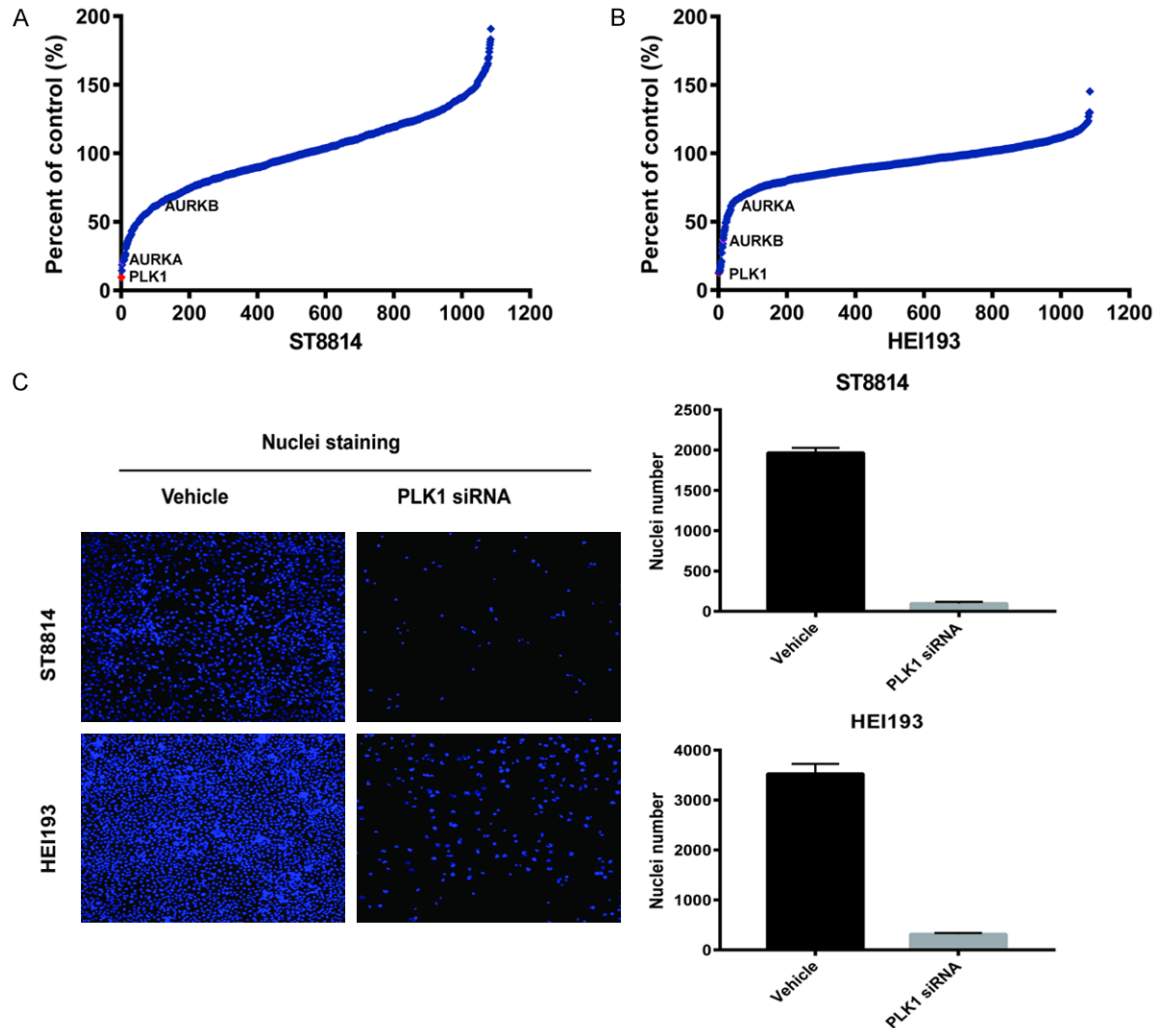 A
Percent of control (%)
200
150
100
50
0
AURKB
AURKA
PLK1
0 200 400 600 800 1000 1200
ST8814
B
Percent of control (%)
200
150
100
50
0
AURKA
AURKB
PLK1
0 200 400 600 800 1000 1200
HEI193
C
Nuclei staining
Vehicle PLK1 siRNA
ST8814
HEI193
ST8814
Nuclei number
2500
2000
1500
1000
500
0
Vehicle
PLK1 siRNA
HEI193
Nuclei number
4000
3000
2000
1000
0
Vehicle
PLK1 siRNA